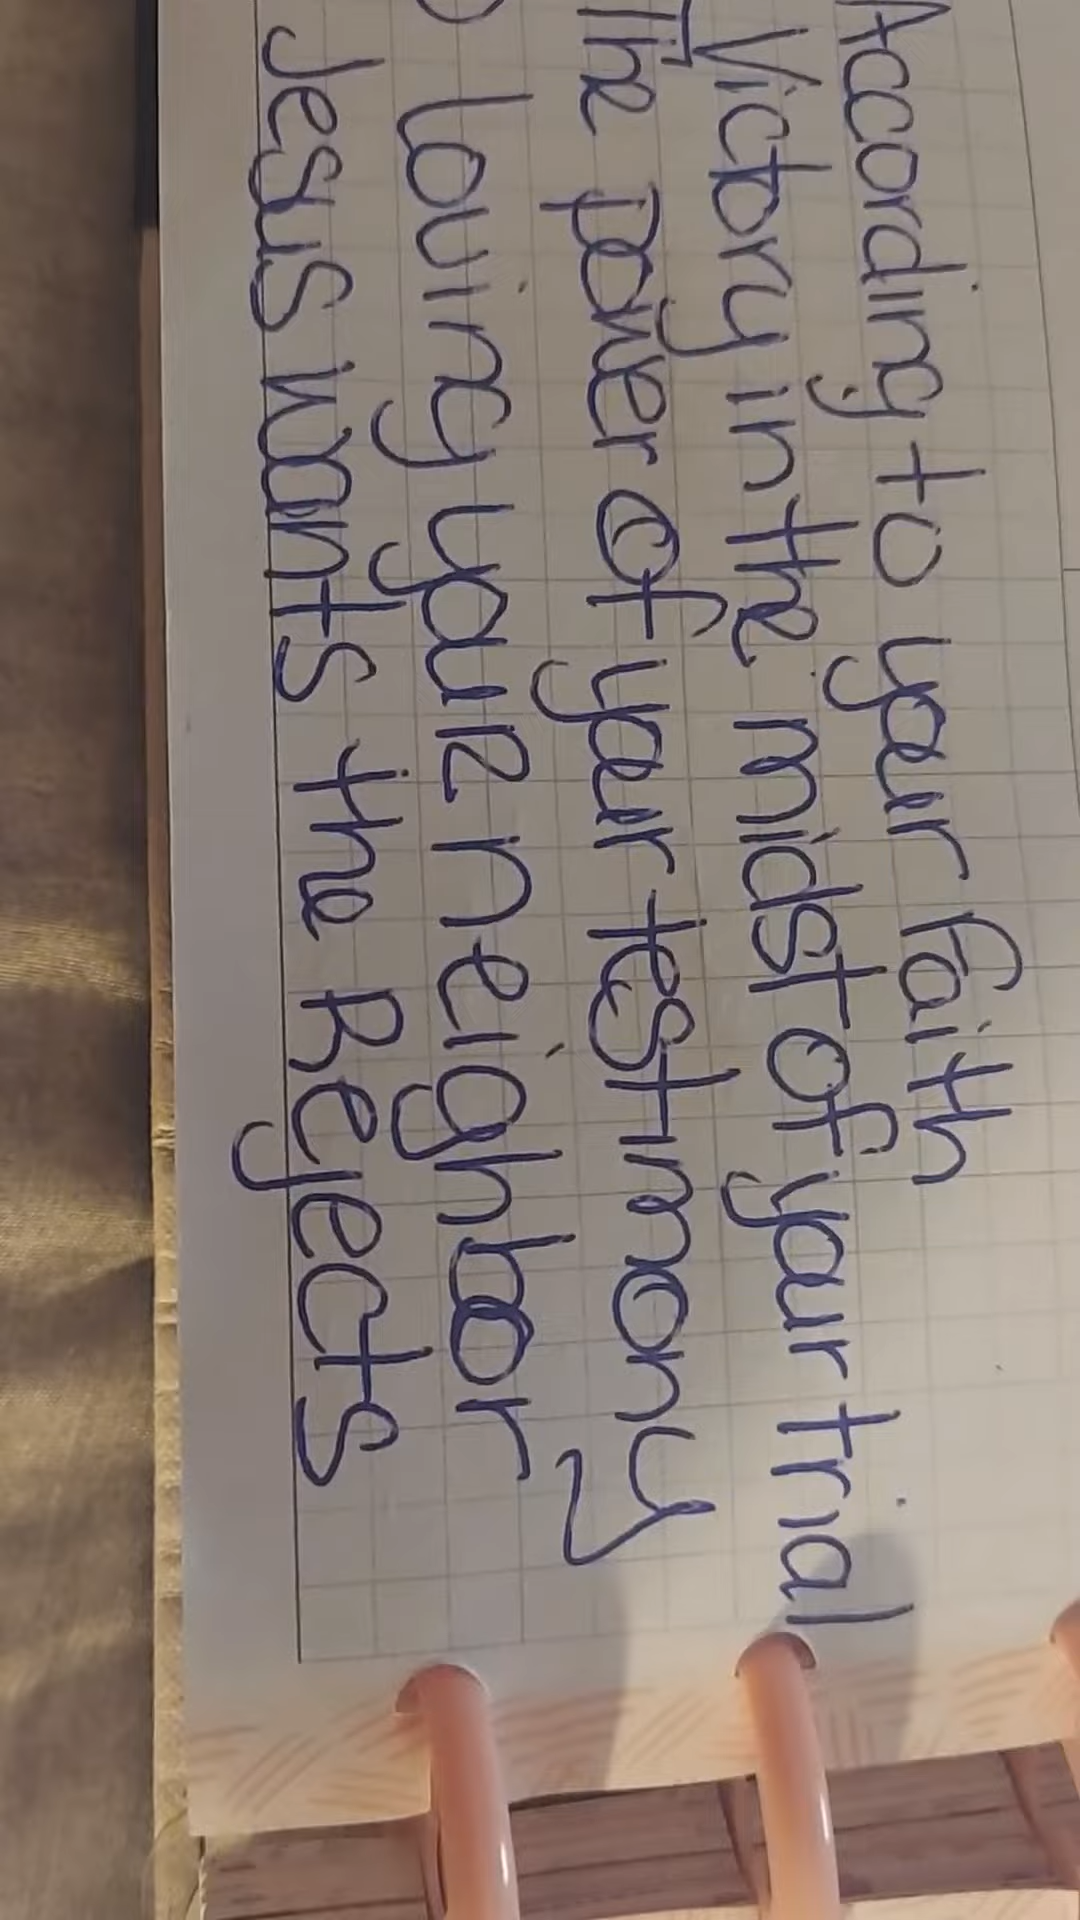 According to your Faith
Victory in the midst of your trial
The power of your testimony
loving your neighbor
Jesus wants the Rejects